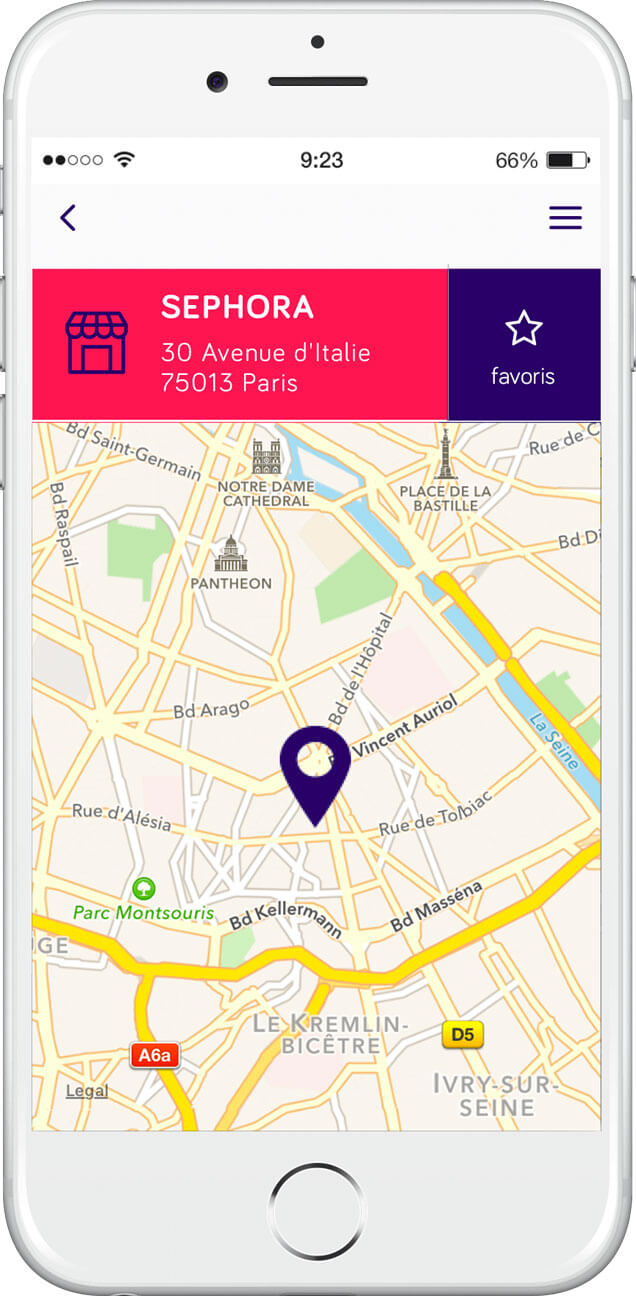 9:23
66%
SEPHORA
30 Avenue d'Italie
75013 Paris
favoris
Bd Saint-Germain
Rue de C
NOTRE DAME
CATHEDRAL
PLACE DE LA
BASTILLE
Bd Raspail
Bd Di
PANTHEON
Bd de l'Hôpital
Bd Arago
Vincent Auriol
La Seine
Rue d'Alésia
Rue de Tolbiac
Parc Montsouris
Bd Kellermann
Bd Masséna
GE
LE KREMLIN-
BICÊTRE
D5
A6a
IVRY-SUR-
SEINE
Legal